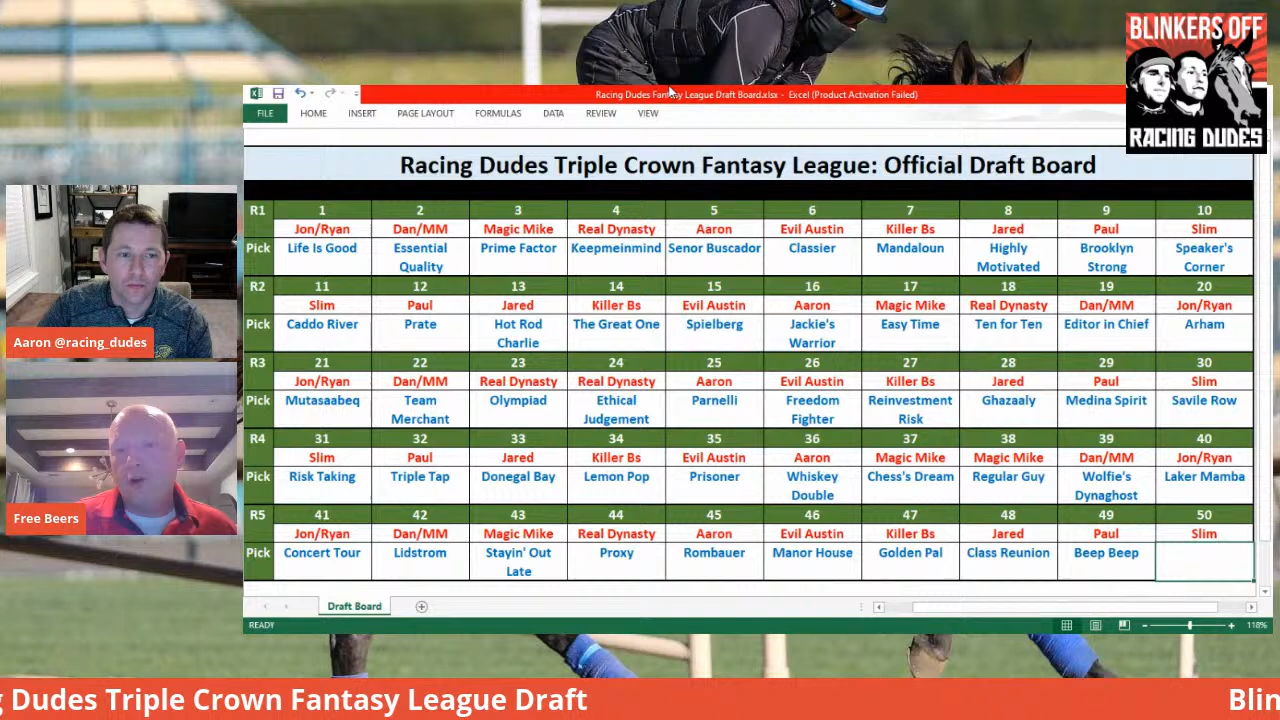 BLINKERS OFF
RACING DUDES
Racing Dudes Fantasy League Draft Board.xlsx - Excel (Product Activation Failed)
FILE HOME INSERT PAGE LAYOUT FORMULAS DATA REVIEW VIEW
Racing Dudes Triple Crown Fantasy League: Official Draft Board
R1 1 2 3 4 5 6 7 8 9 10
Jon/Ryan Dan/MM Magic Mike Real Dynasty Aaron Evil Austin Killer Bs Jared Paul Slim
Pick Life Is Good Essential Quality Prime Factor Keepmeinmind Senor Buscador Classier Mandaloun Highly Motivated Brooklyn Strong Speaker's Corner
R2 11 12 13 14 15 16 17 18 19 20
Slim Paul Jared Killer Bs Evil Austin Aaron Magic Mike Real Dynasty Dan/MM Jon/Ryan
Pick Caddo River Prate Hot Rod Charlie The Great One Spielberg Jackie's Warrior Easy Time Ten for Ten Editor in Chief Arham
R3 21 22 23 24 25 26 27 28 29 30
Jon/Ryan Dan/MM Real Dynasty Real Dynasty Aaron Evil Austin Killer Bs Jared Paul Slim
Pick Mutasaabeq Team Merchant Olympiad Ethical Judgement Parnelli Freedom Fighter Reinvestment Risk Ghazaaly Medina Spirit Savile Row
R4 31 32 33 34 35 36 37 38 39 40
Slim Paul Jared Killer Bs Evil Austin Aaron Magic Mike Magic Mike Dan/MM Jon/Ryan
Pick Risk Taking Triple Tap Donegal Bay Lemon Pop Prisoner Whiskey Double Chess's Dream Regular Guy Wolfie's Dynaghost Laker Mamba
R5 41 42 43 44 45 46 47 48 49 50
Jon/Ryan Dan/MM Magic Mike Real Dynasty Aaron Evil Austin Killer Bs Jared Paul Slim
Pick Concert Tour Lidstrom Stayin' Out Late Proxy Rombauer Manor House Golden Pal Class Reunion Beep Beep
Draft Board
READY 118%
Aaron @racing_dudes
Free Beers
g Dudes Triple Crown Fantasy League Draft
Blin